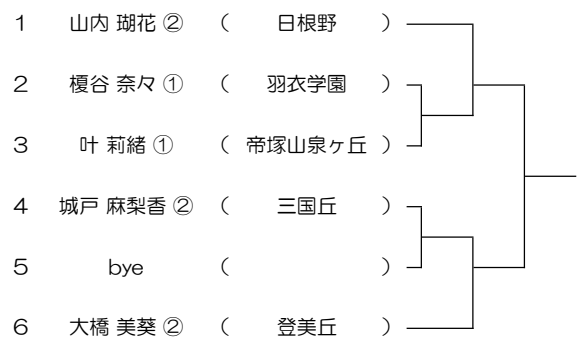 1 山内 瑚花 ② （ 日根野 ）
2 榎谷 奈々 ① （ 羽衣学園 ）
3 叶 莉緒 ① （ 帝塚山泉ヶ丘 ）
4 城戸 麻梨香 ② （ 三国丘 ）
5 bye （ ）
6 大橋 美葵 ② （ 登美丘 ）